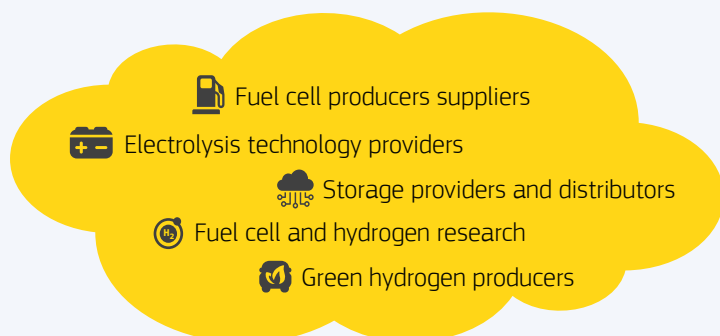 Fuel cell producers suppliers
Electrolysis technology providers
Storage providers and distributors
H2 Fuel cell and hydrogen research
Green hydrogen producers